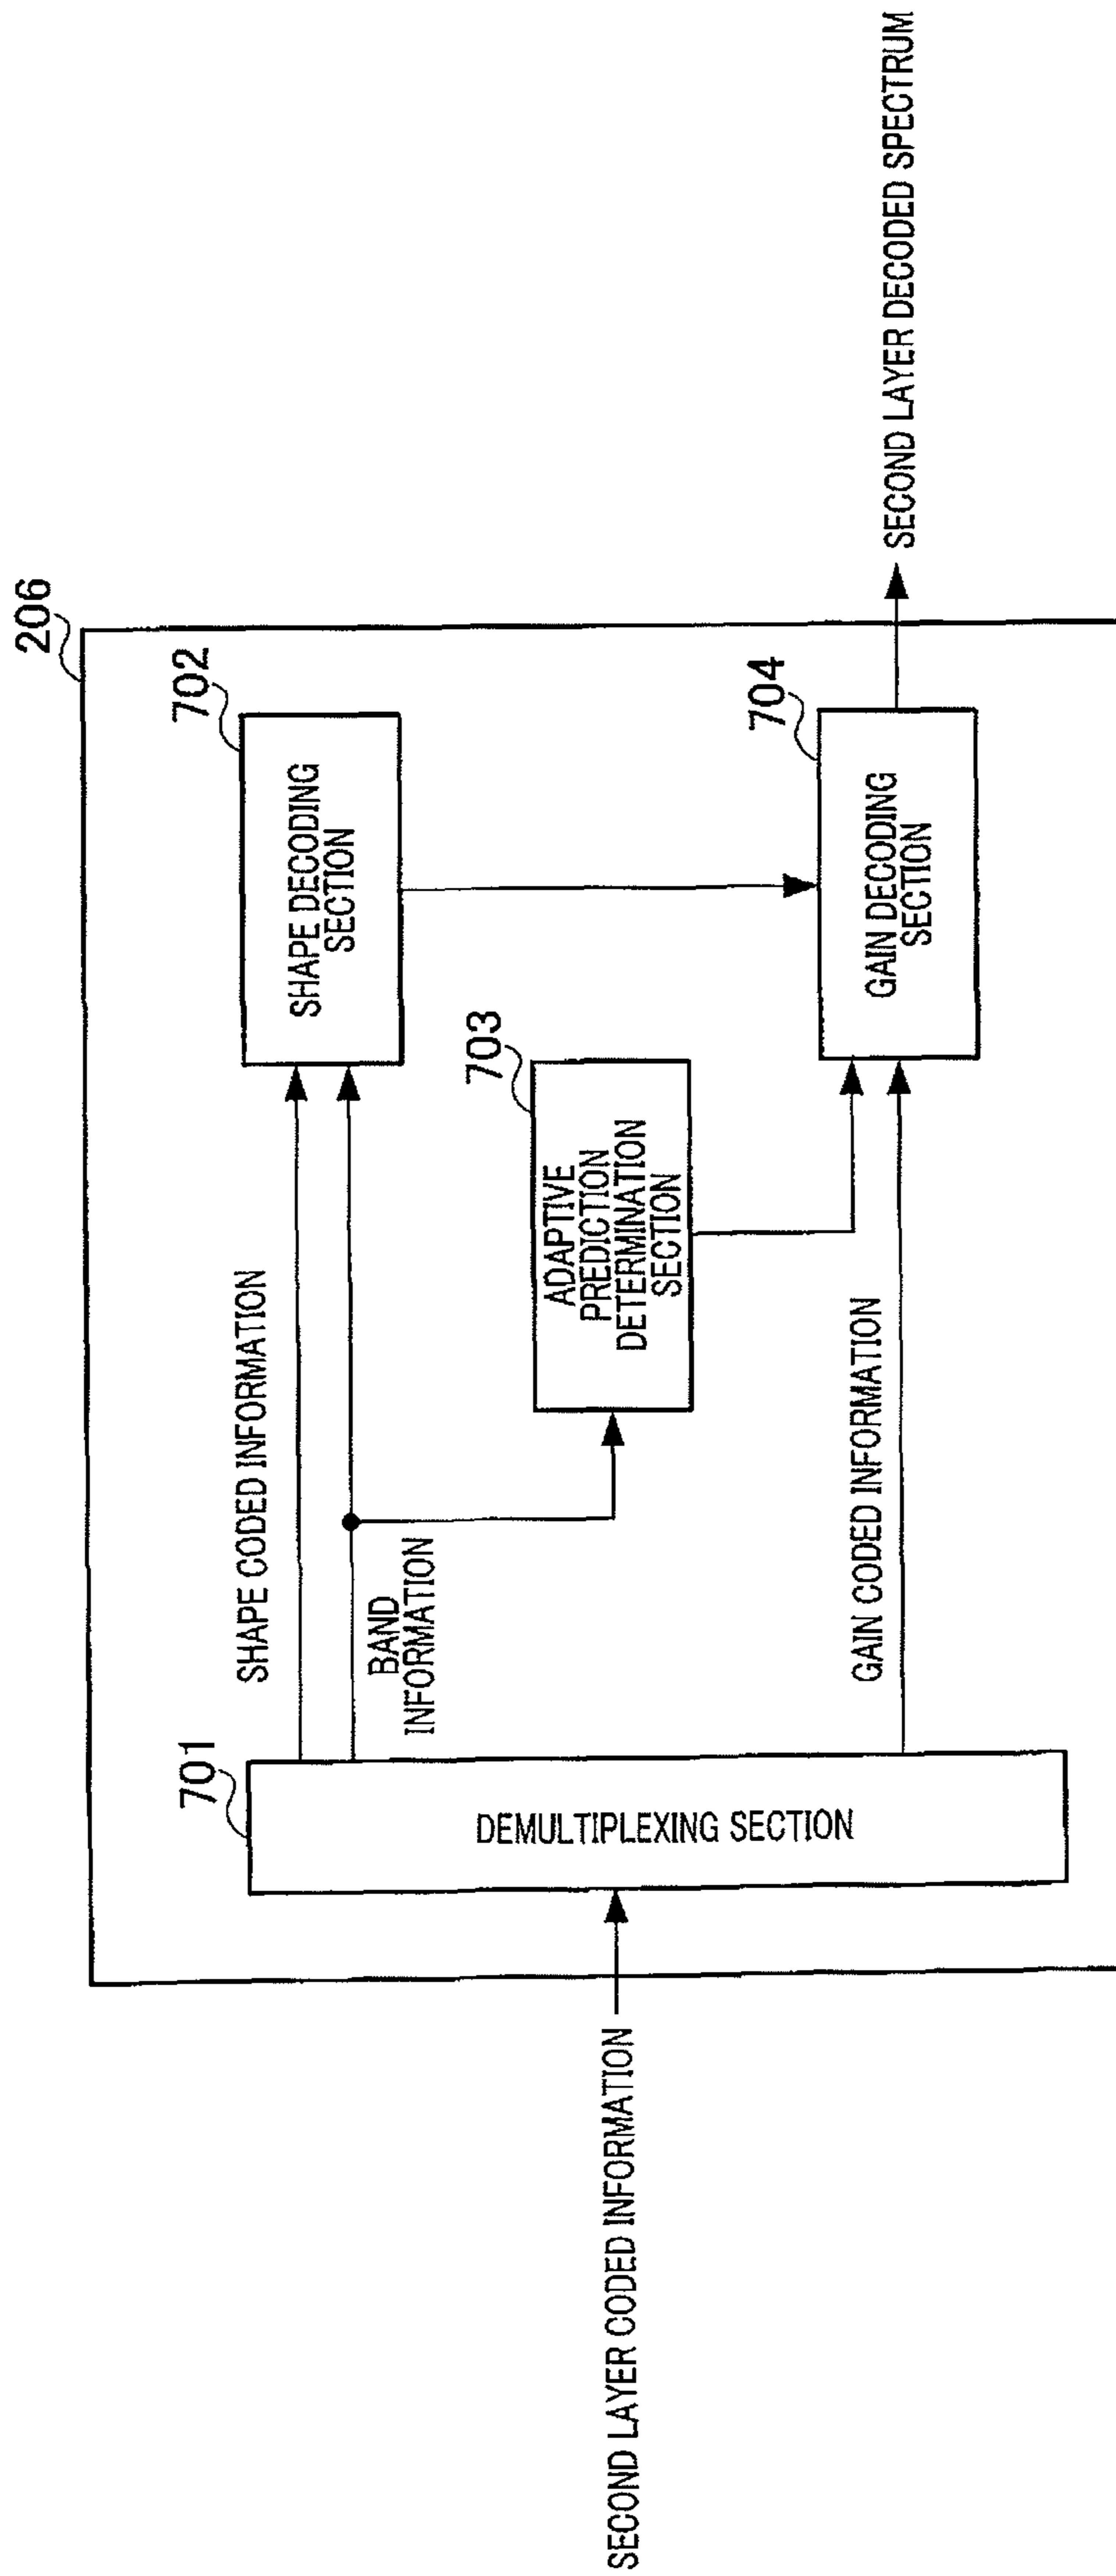 206
702
SHAPE DECODING
SECTION
SHAPE CODED INFORMATION
701
BAND
INFORMATION
703
ADAPTIVE
PREDICTION
DETERMINATION
SECTION
704
GAIN DECODING
SECTION
GAIN CODED INFORMATION
DEMULTIPLEXING SECTION
SECOND LAYER CODED INFORMATION
SECOND LAYER DECODED SPECTRUM